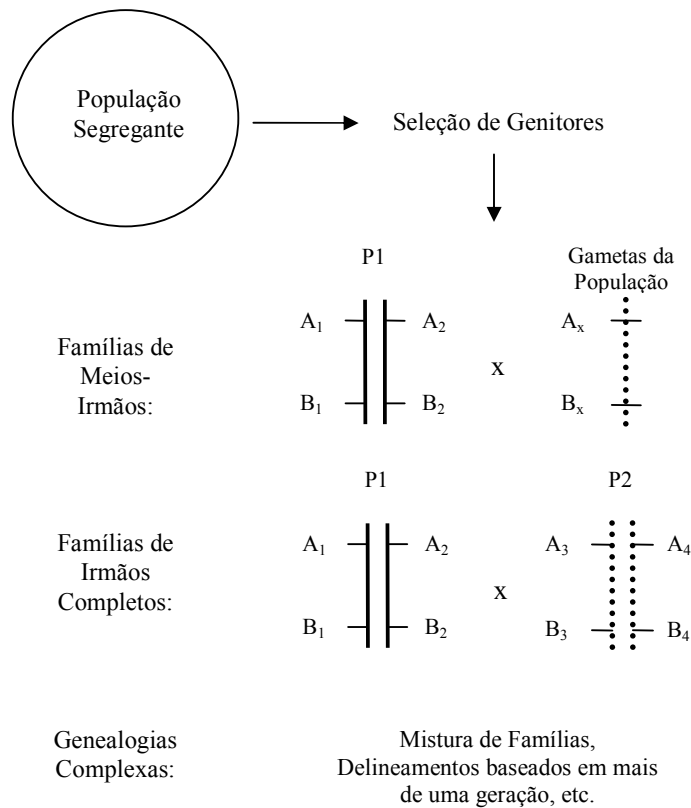 População
Segregante
Seleção de Genitores
P1
Gametas da
População
A1
A2
Ax
Famílias de
Meios-
Irmãos:
x
B1
B2
Bx
P1
P2
A1
A2
A3
A4
Famílias de
Irmãos
Completos:
x
B1
B2
B3
B4
Genealogias
Complexas:
Mistura de Famílias,
Delineamentos baseados em mais
de uma geração, etc.